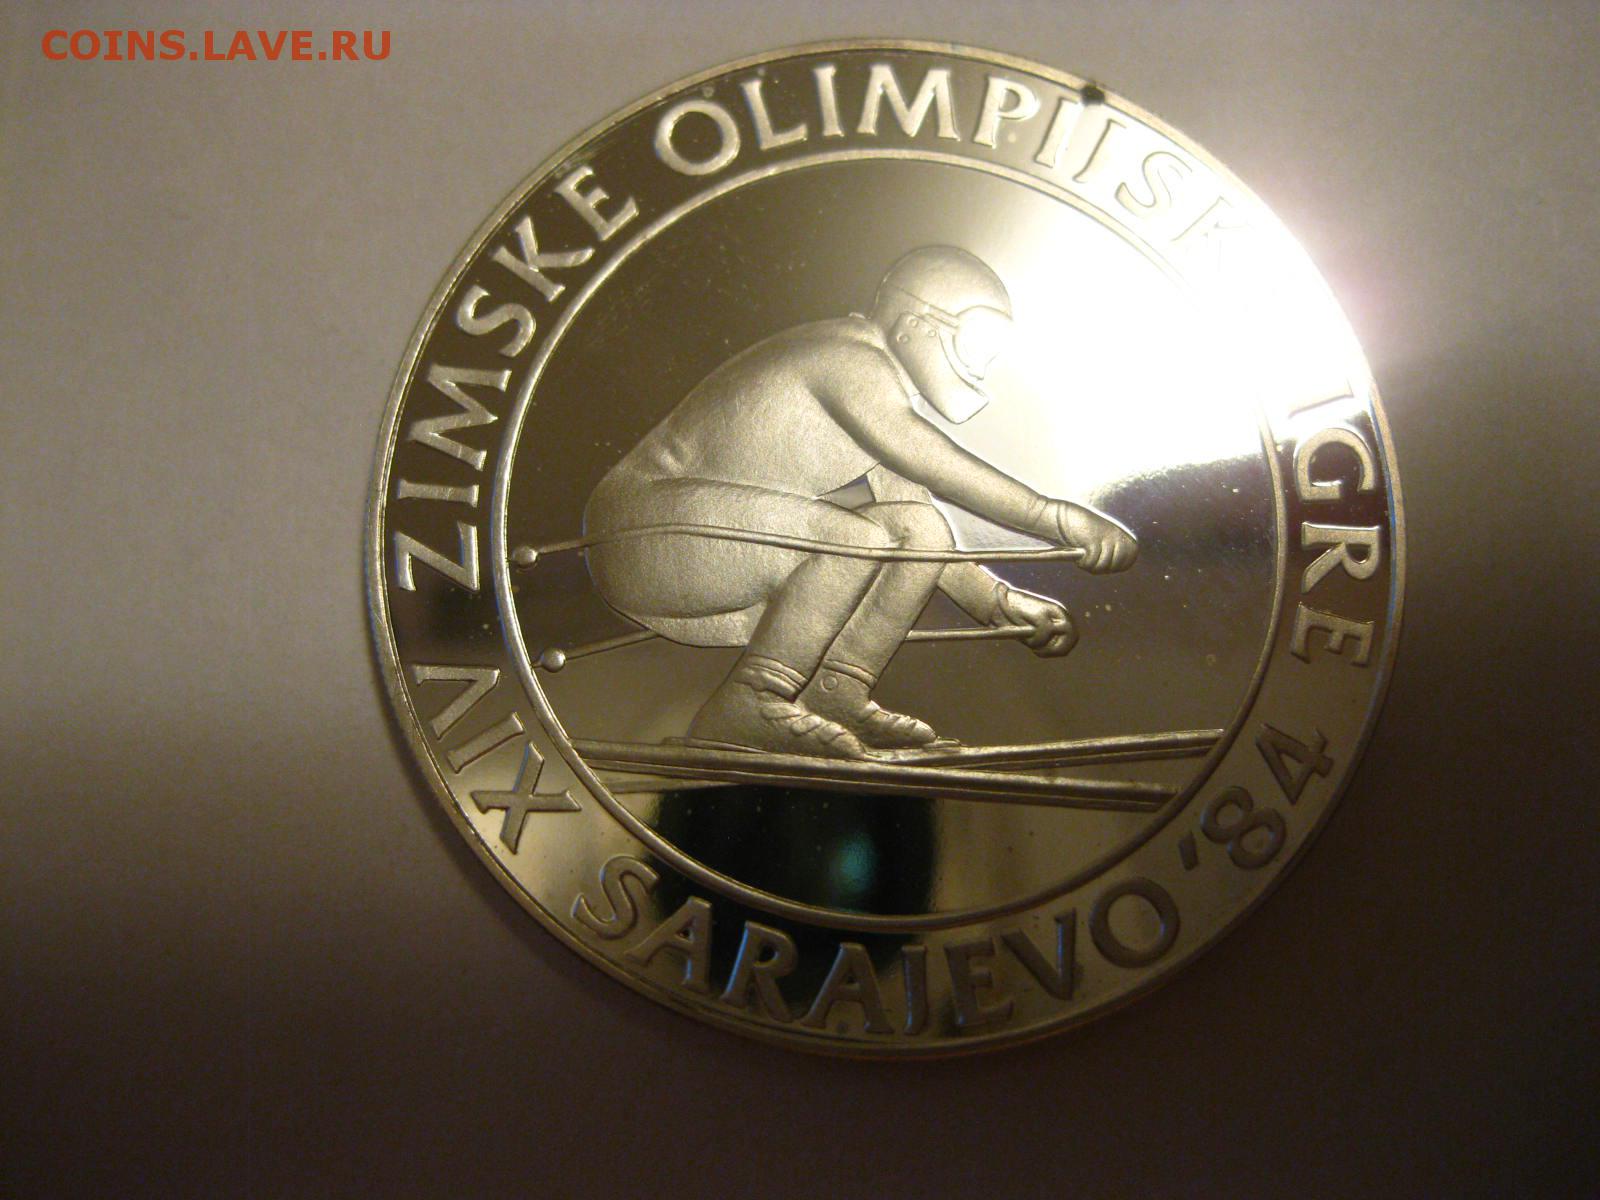 COINS.LAVE.RU
XIV ZIMSKE OLIMPIJSKE IGRE
SARAJEVO '84